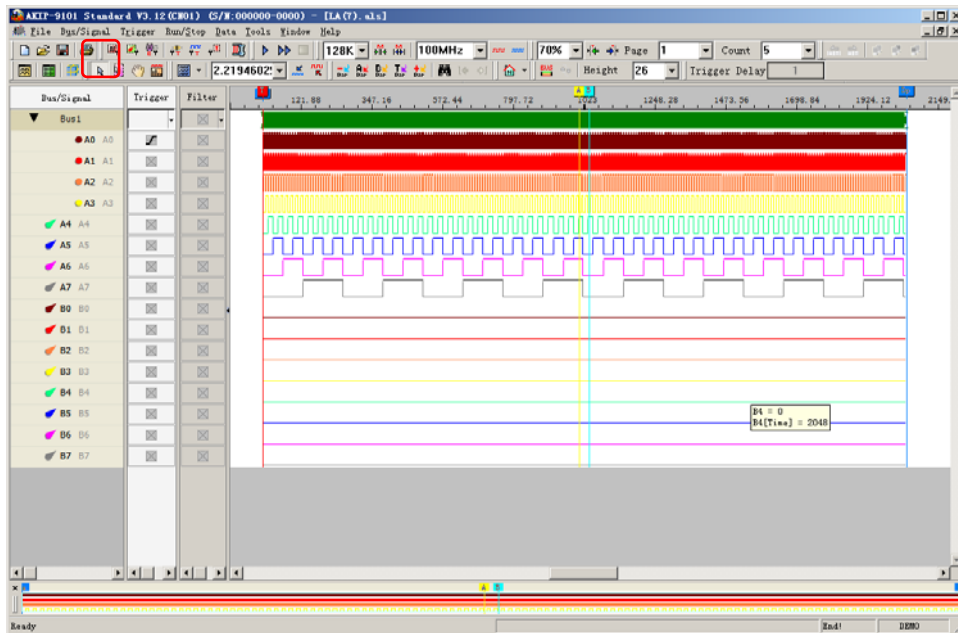 AKIP-9101 Standard V3.12(CN01) (S/N:000000-0000) - [LA(7).als]
File Bus/Signal Trigger Run/Stop Data Tools Window Help
128K 100MHz 70% Page 1 Count 5
2.2194602 Height 26 Trigger Delay 1
Bus/Signal Trigger Filter
121.88 347.16 572.44 797.72 1023 1248.28 1473.56 1698.84 1924.12 2149.
Bus1
A0 A0
A1 A1
A2 A2
A3 A3
A4 A4
A5 A5
A6 A6
A7 A7
B0 B0
B1 B1
B2 B2
B3 B3
B4 B4
B5 B5
B6 B6
B7 B7
B4 = 0
B4[Time] = 2048
A
Ready End! DEMO